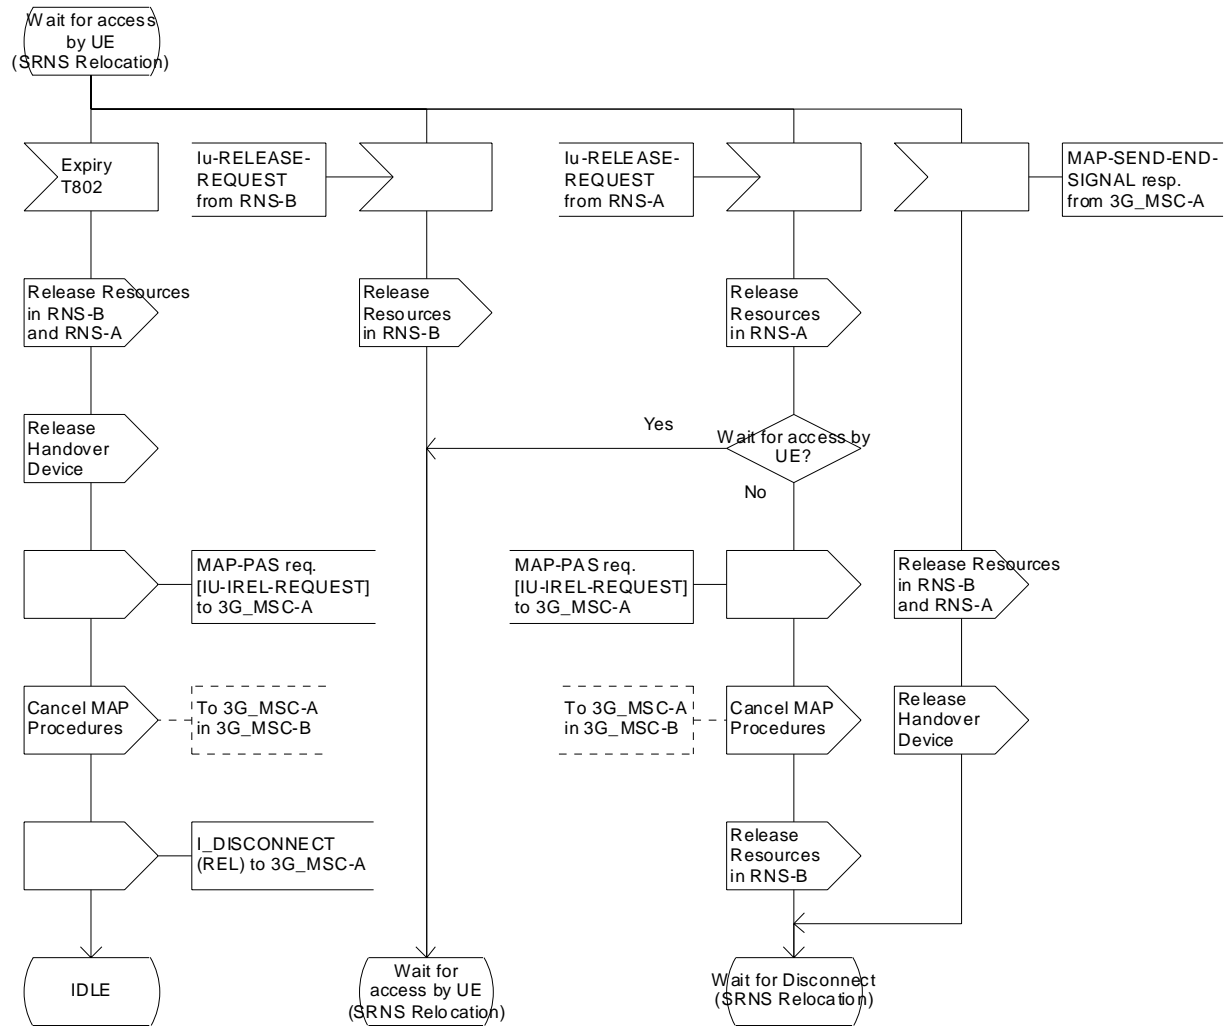 Wait for access
by UE
(SRNS Relocation)
Expiry
T802
Iu-RELEASE-
REQUEST
from RNS-B
Iu-RELEASE-
REQUEST
from RNS-A
MAP-SEND-END-
SIGNAL resp.
from 3G_MSC-A
Release Resources
in RNS-B
and RNS-A
Release
Resources
in RNS-B
Release
Resources
in RNS-A
Release
Handover
Device
Yes
Wait for access by
UE?
No
MAP-PAS req.
[IU-IREL-REQUEST]
to 3G_MSC-A
MAP-PAS req.
[IU-IREL-REQUEST]
to 3G_MSC-A
Release Resources
in RNS-B
and RNS-A
Cancel MAP
Procedures
To 3G_MSC-A
in 3G_MSC-B
To 3G_MSC-A
in 3G_MSC-B
Cancel MAP
Procedures
Release
Handover
Device
I_DISCONNECT
(REL) to 3G_MSC-A
Release
Resources
in RNS-B
IDLE
Wait for
access by UE
(SRNS Relocation)
Wait for Disconnect
(SRNS Relocation)